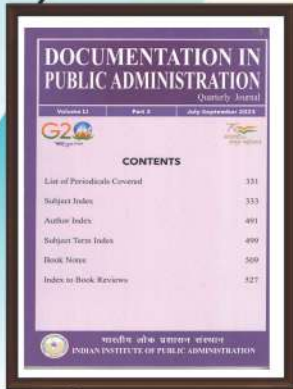 DOCUMENTATION IN
PUBLIC ADMINISTRATION
Quarterly Journal
Volume LI Part 3 July-September 2023
G20
CONTENTS
List of Periodicals Covered 331
Subject Index 333
Author Index 491
Subject Term Index 499
Book Notes 509
Index to Book Reviews 527
भारतीय लोक प्रशासन संस्थान
INDIAN INSTITUTE OF PUBLIC ADMINISTRATION